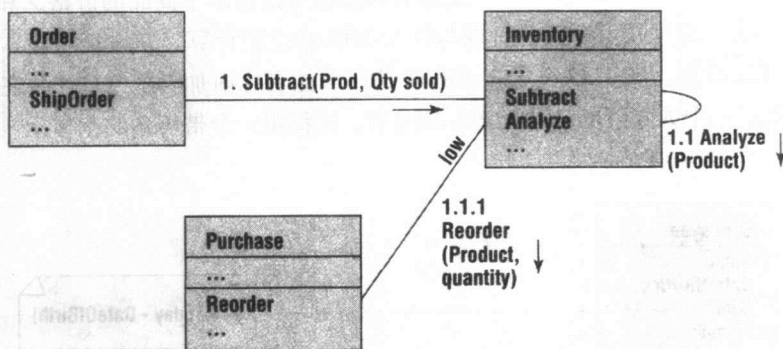 Order
...
ShipOrder
...
1. Subtract(Prod, Qty sold)
Inventory
...
Subtract
Analyze
...
1.1 Analyze
(Product)
low
1.1.1
Reorder
(Product,
quantity)
Purchase
...
Reorder
...